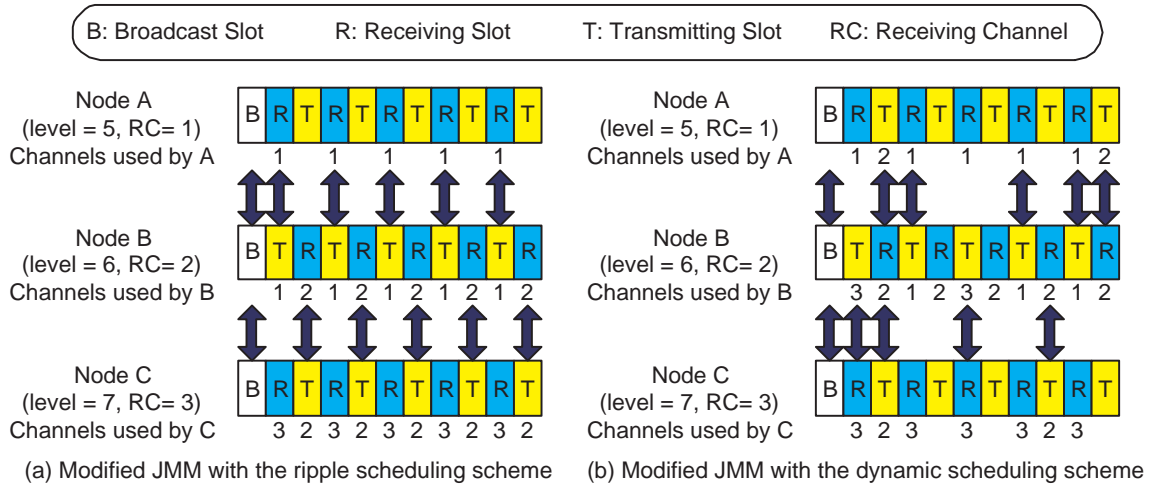 B: Broadcast Slot R: Receiving Slot T: Transmitting Slot RC: Receiving Channel
Node A
(level = 5, RC= 1)
Channels used by A
B R T R T R T R T R T
1 1 1 1 1
Node B
(level = 6, RC= 2)
Channels used by B
B T R T R T R T R T R
1 2 1 2 1 2 1 2 1 2
Node C
(level = 7, RC= 3)
Channels used by C
B R T R T R T R T R T
3 2 3 2 3 2 3 2 3 2
(a) Modified JMM with the ripple scheduling scheme
Node A
(level = 5, RC= 1)
Channels used by A
B R T R T R T R T R T
1 2 1 1 1 1 2
Node B
(level = 6, RC= 2)
Channels used by B
B T R T R T R T R T R
3 2 1 2 3 2 1 2 1 2
Node C
(level = 7, RC= 3)
Channels used by C
B R T R T R T R T R T
3 2 3 3 3 2 3
(b) Modified JMM with the dynamic scheduling scheme